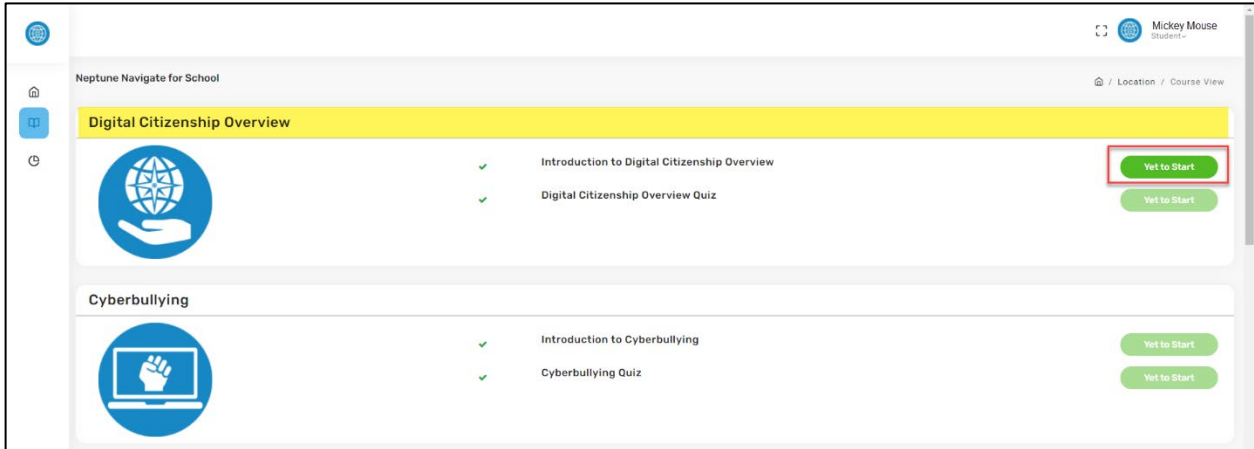 Mickey Mouse
Student
Neptune Navigate for School
/ Location / Course View
Digital Citizenship Overview
Introduction to Digital Citizenship Overview
Yet to Start
Digital Citizenship Overview Quiz
Yet to Start
Cyberbullying
Introduction to Cyberbullying
Yet to Start
Cyberbullying Quiz
Yet to Start